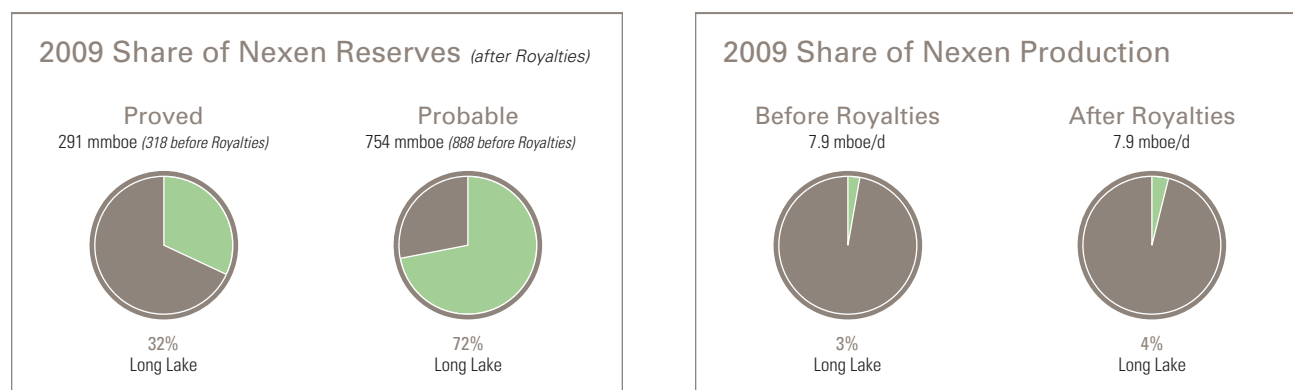 2009 Share of Nexen Reserves (after Royalties)
Proved
291 mmboe (318 before Royalties)
32%
Long Lake
Probable
754 mmboe (888 before Royalties)
72%
Long Lake
2009 Share of Nexen Production
Before Royalties
7.9 mboe/d
3%
Long Lake
After Royalties
7.9 mboe/d
4%
Long Lake